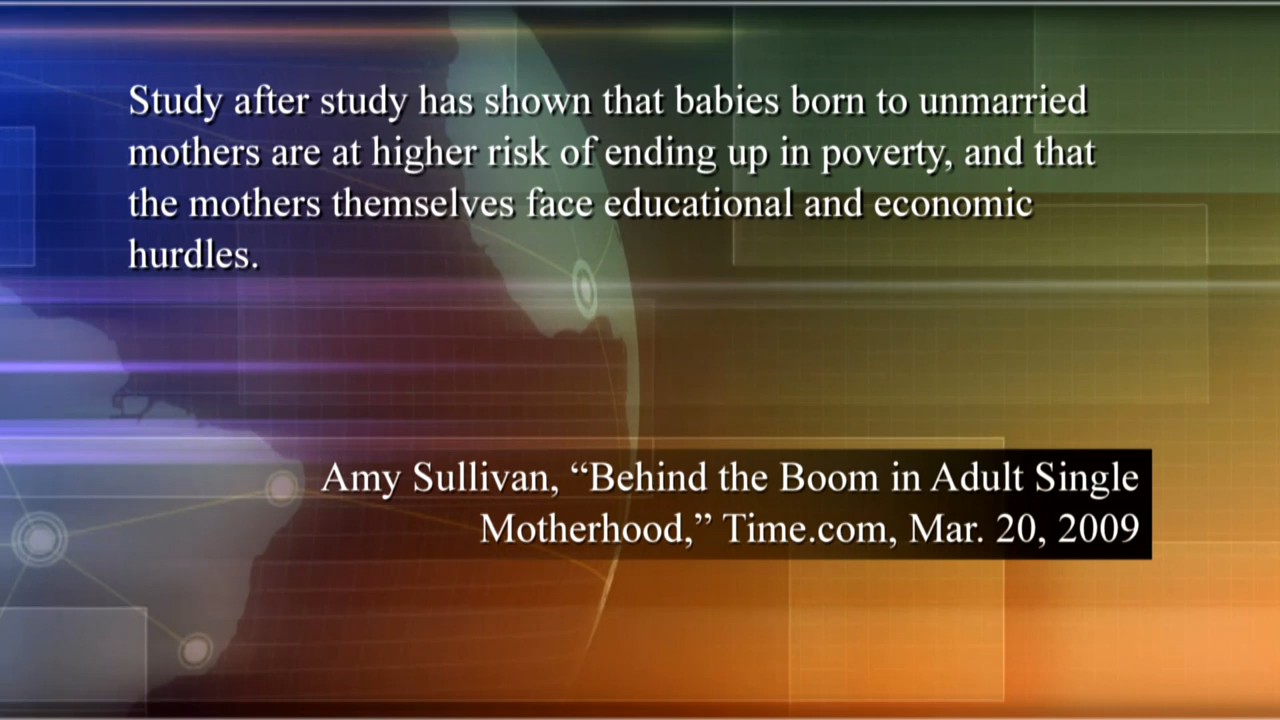 Study after study has shown that babies born to unmarried
mothers are at higher risk of ending up in poverty, and that
the mothers themselves face educational and economic
hurdles.
Amy Sullivan, “Behind the Boom in Adult Single
Motherhood,” Time.com, Mar. 20, 2009